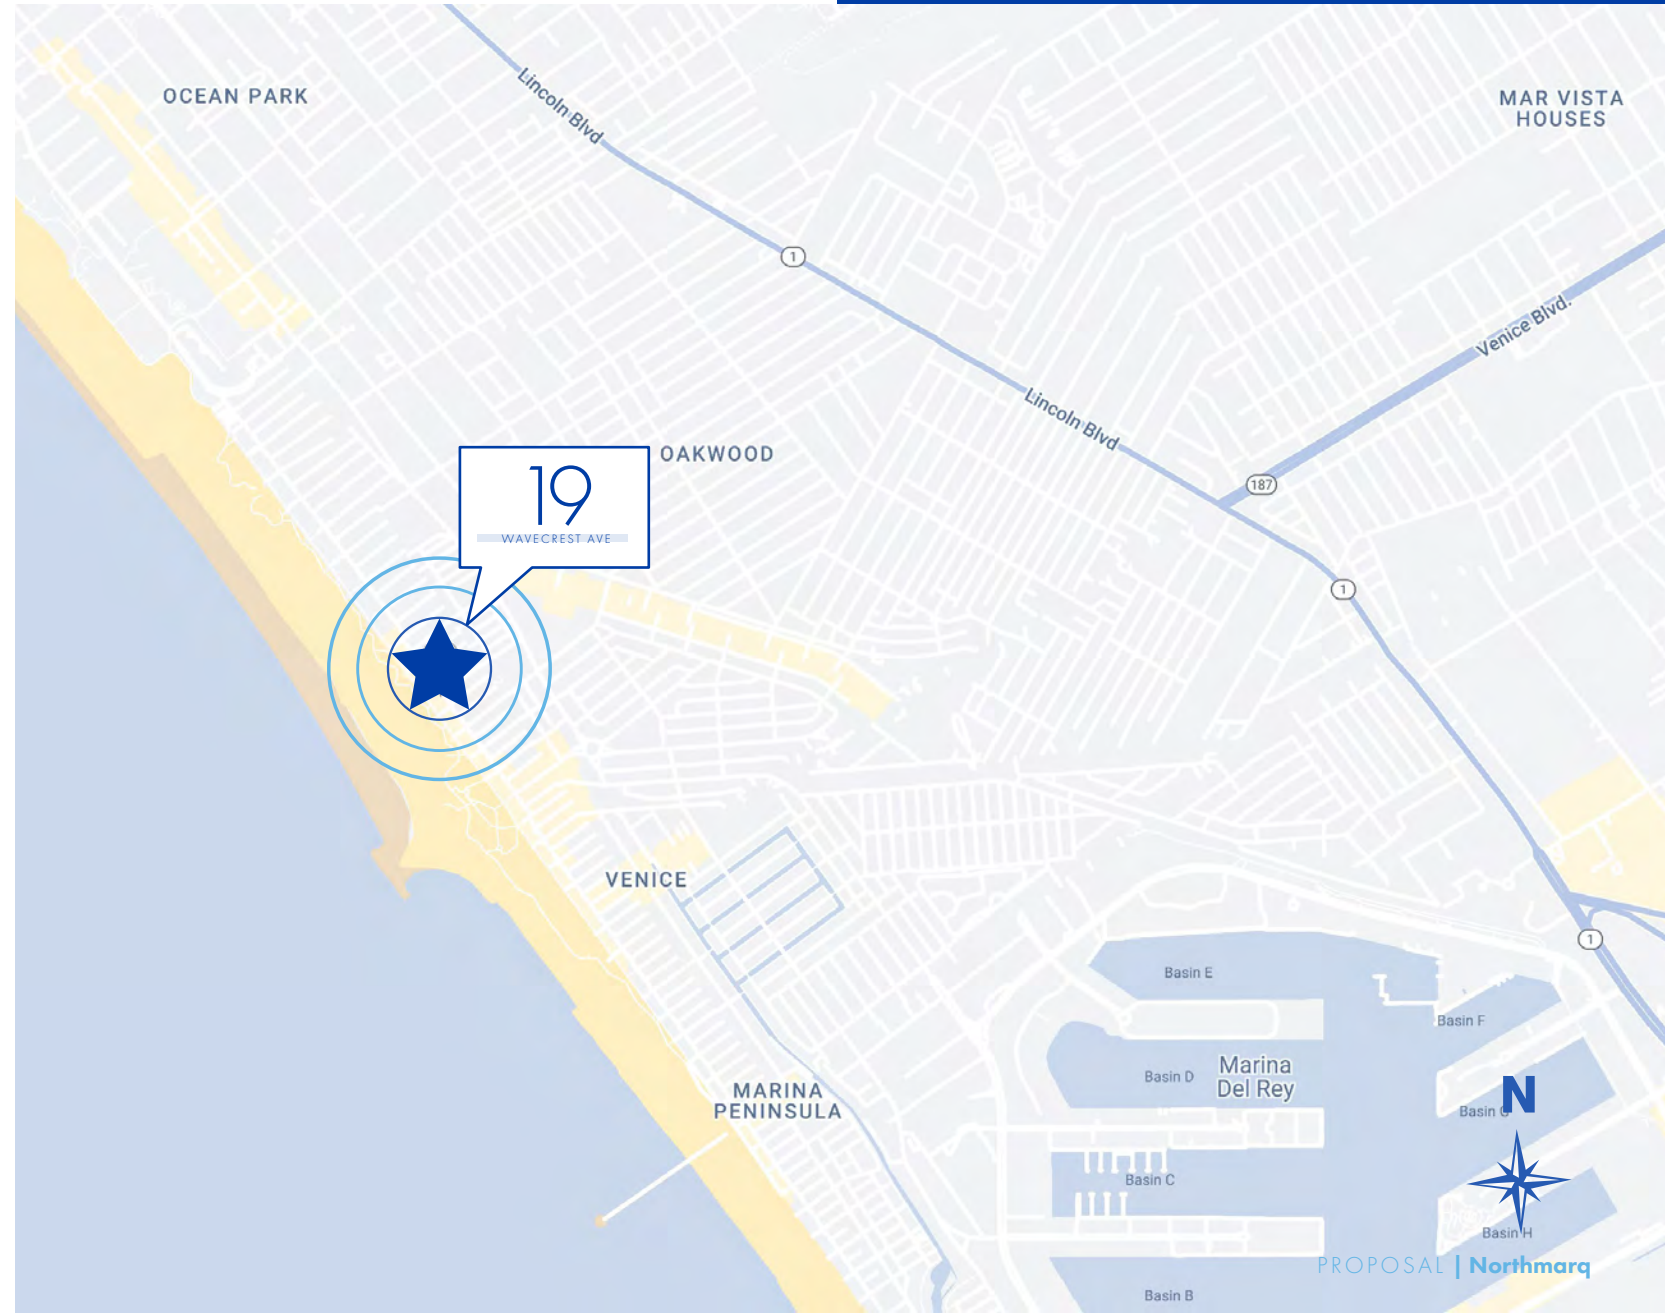 OCEAN PARK
Lincoln Blvd
MAR VISTA
HOUSES
1
Venice Blvd.
Lincoln Blvd
OAKWOOD
19
WAVECREST AVE
187
1
VENICE
1
Basin E
Basin F
Marina
Del Rey
Basin D
MARINA
PENINSULA
N
Basin G
Basin C
Basin H
PROPOSAL | Northmarq
Basin B